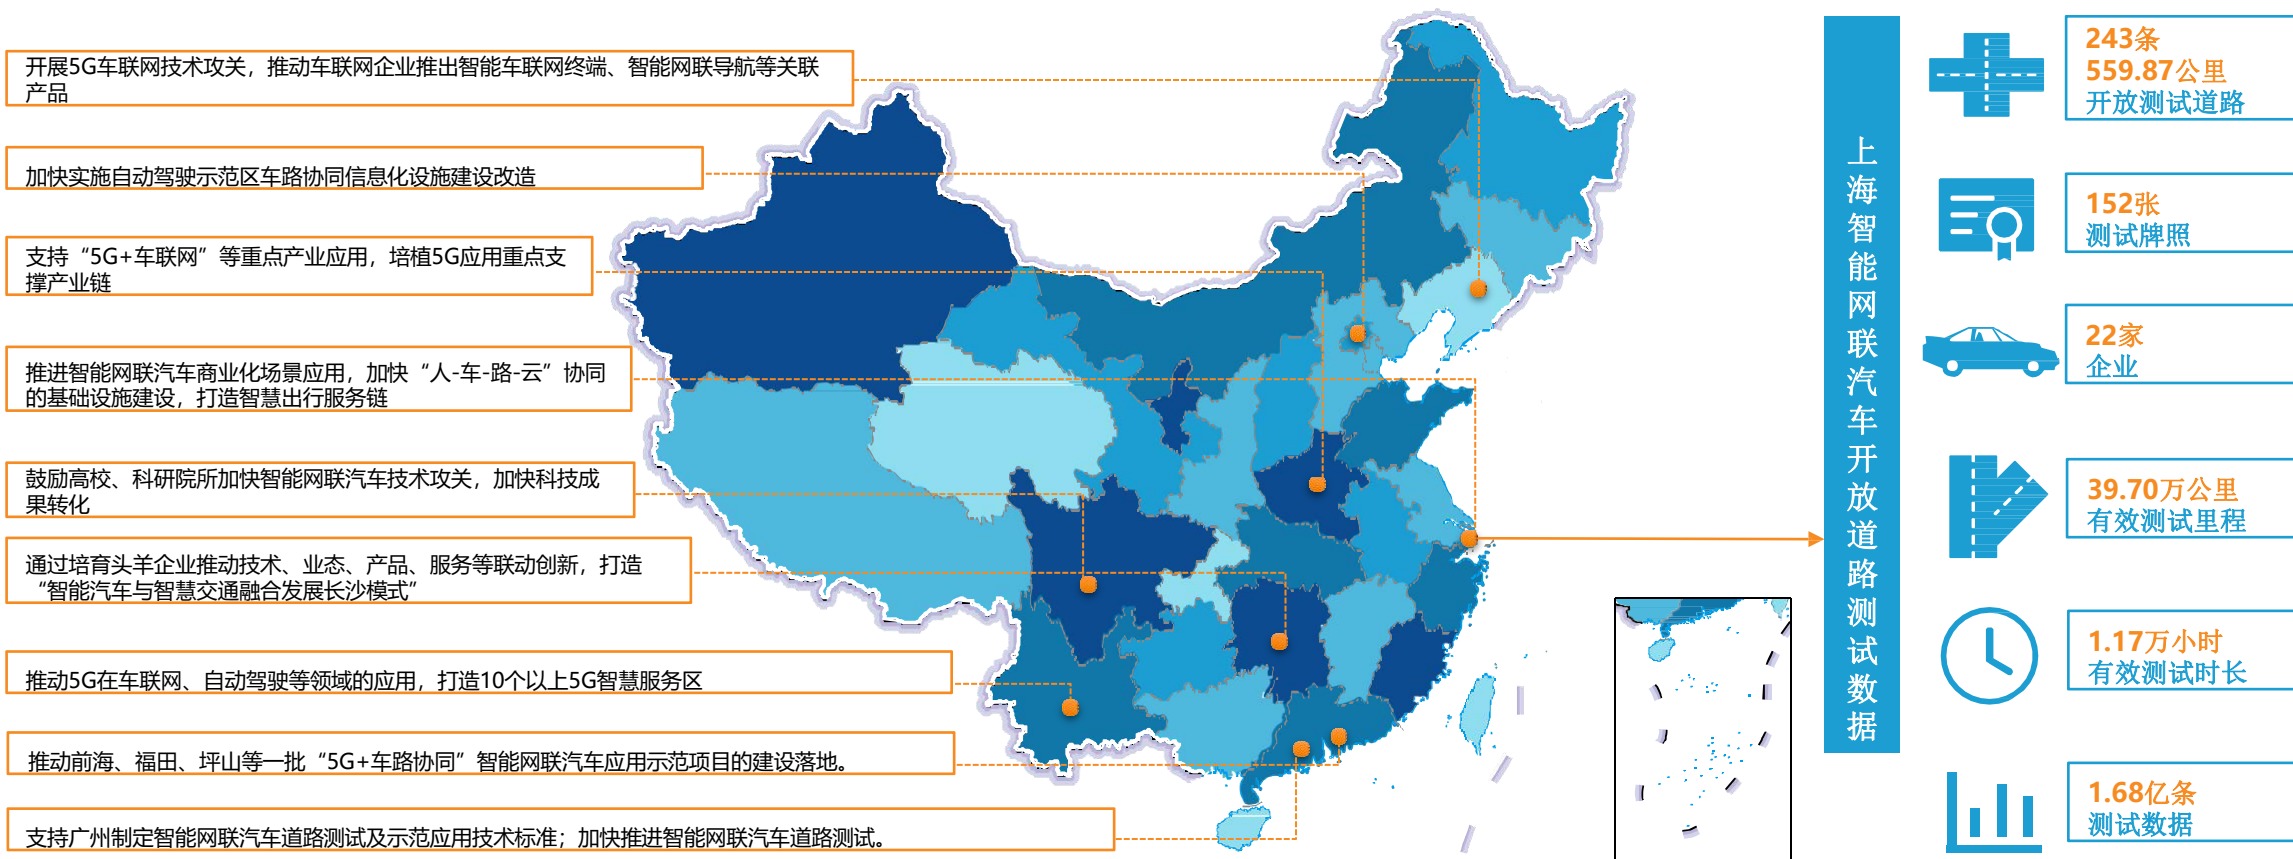 开展5G车联网技术攻关，推动车联网企业推出智能车联网终端、智能网联导航等关联
产品
加快实施自动驾驶示范区车路协同信息化设施建设改造
支持“5G+车联网”等重点产业应用，培植5G应用重点支
撑产业链
推进智能网联汽车商业化场景应用，加快“人-车-路-云”协同
的基础设施建设，打造智慧出行服务链
鼓励高校、科研院所加快智能网联汽车技术攻关，加快科技成
果转化
通过培育头羊企业推动技术、业态、产品、服务等联动创新，打造
“智能汽车与智慧交通融合发展长沙模式”
推动5G在车联网、自动驾驶等领域的应用，打造10个以上5G智慧服务区
推动前海、福田、坪山等一批“5G+车路协同”智能网联汽车应用示范项目的建设落地。
支持广州制定智能网联汽车道路测试及示范应用技术标准；加快推进智能网联汽车道路测试。
上海智能网联汽车开放道路测试数据
243条
559.87公里
开放测试道路
152张
测试牌照
22家
企业
39.70万公里
有效测试里程
1.17万小时
有效测试时长
1.68亿条
测试数据